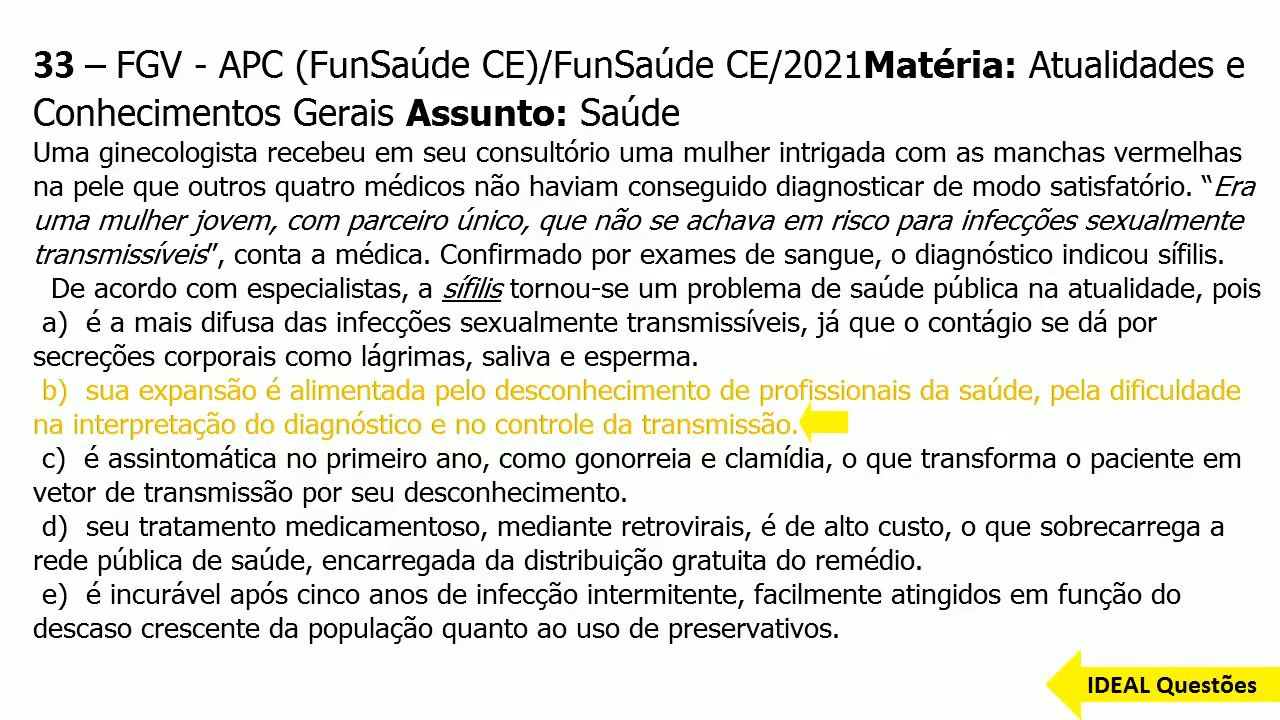 33 – FGV - APC (FunSaúde CE)/FunSaúde CE/2021Matéria: Atualidades e
Conhecimentos Gerais Assunto: Saúde
Uma ginecologista recebeu em seu consultório uma mulher intrigada com as manchas vermelhas
na pele que outros quatro médicos não haviam conseguido diagnosticar de modo satisfatório. “Era
uma mulher jovem, com parceiro único, que não se achava em risco para infecções sexualmente
transmissíveis”, conta a médica. Confirmado por exames de sangue, o diagnóstico indicou sífilis.
De acordo com especialistas, a sífilis tornou-se um problema de saúde pública na atualidade, pois
a) é a mais difusa das infecções sexualmente transmissíveis, já que o contágio se dá por
secreções corporais como lágrimas, saliva e esperma.
b) sua expansão é alimentada pelo desconhecimento de profissionais da saúde, pela dificuldade
na interpretação do diagnóstico e no controle da transmissão.
c) é assintomática no primeiro ano, como gonorreia e clamídia, o que transforma o paciente em
vetor de transmissão por seu desconhecimento.
d) seu tratamento medicamentoso, mediante retrovirais, é de alto custo, o que sobrecarrega a
rede pública de saúde, encarregada da distribuição gratuita do remédio.
e) é incurável após cinco anos de infecção intermitente, facilmente atingidos em função do
descaso crescente da população quanto ao uso de preservativos.
IDEAL Questões